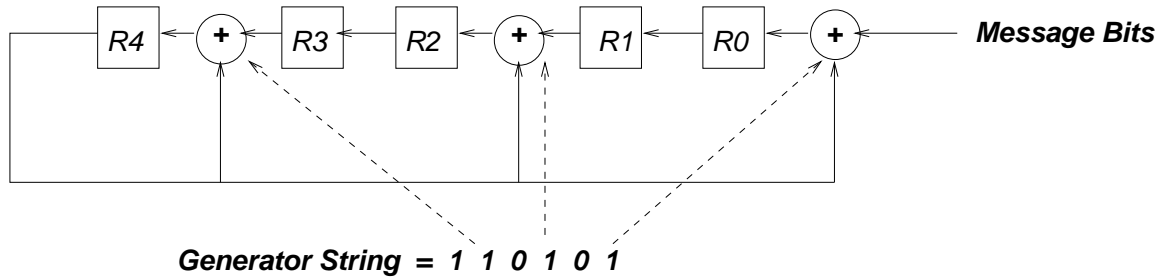 R4 + R3 R2 + R1 R0 + Message Bits
Generator String = 1 1 0 1 0 1